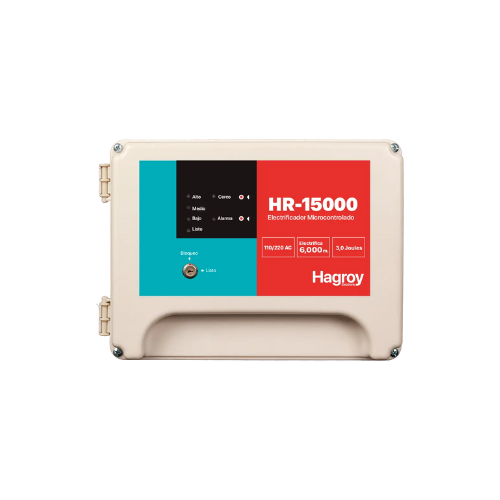 Alto
Cerco
Medio
Bajo
Alarma
Listo
Bloqueo
Listo
HR-15000
Electrificador Microcontrolado
110/220 AC
Electrifica
6,000 m.
3,0 Joules
Hagroy